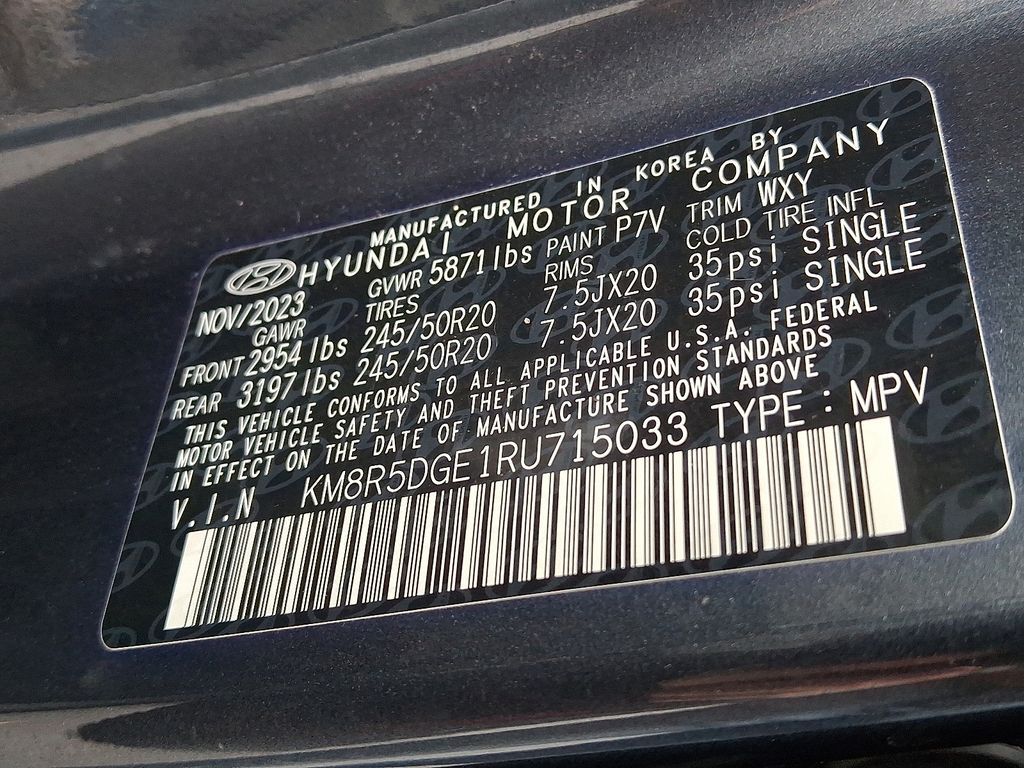 MANUFACTURED IN KOREA BY
HYUNDAI MOTOR COMPANY
NOV/2023 GVWR 5871lbs PAINT P7V TRIM WXY
GAWR TIRES RIMS COLD TIRE INFL
FRONT 2954lbs 245/50R20 7.5JX20 35psi SINGLE
REAR 3197lbs 245/50R20 7.5JX20 35psi SINGLE
THIS VEHICLE CONFORMS TO ALL APPLICABLE U.S.A. FEDERAL
MOTOR VEHICLE SAFETY AND THEFT PREVENTION STANDARDS
IN EFFECT ON THE DATE OF MANUFACTURE SHOWN ABOVE
V.I.N KM8R5DGE1RU715033 TYPE : MPV